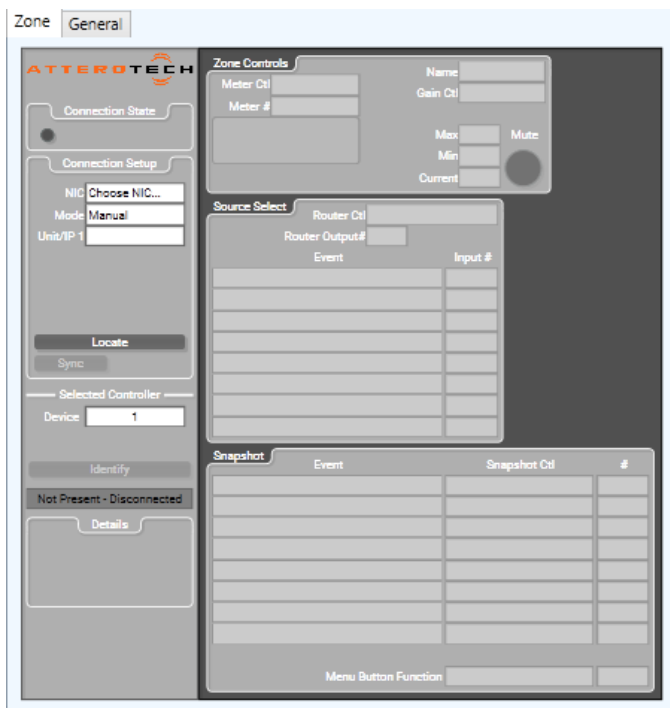 Zone
General
ATTEROTECH
Connection State
Connection Setup
NIC Choose NIC...
Mode Manual
Unit/IP 1
Locate
Sync
Selected Controller
Device 1
Identify
Not Present - Disconnected
Details
Zone Controls
Meter Ctl
Meter #
Name
Gain Ctl
Max
Mute
Min
Current
Source Select
Router Ctl
Router Output#
Event
Input #
Snapshot
Event
Snapshot Ctl
#
Menu Button Function